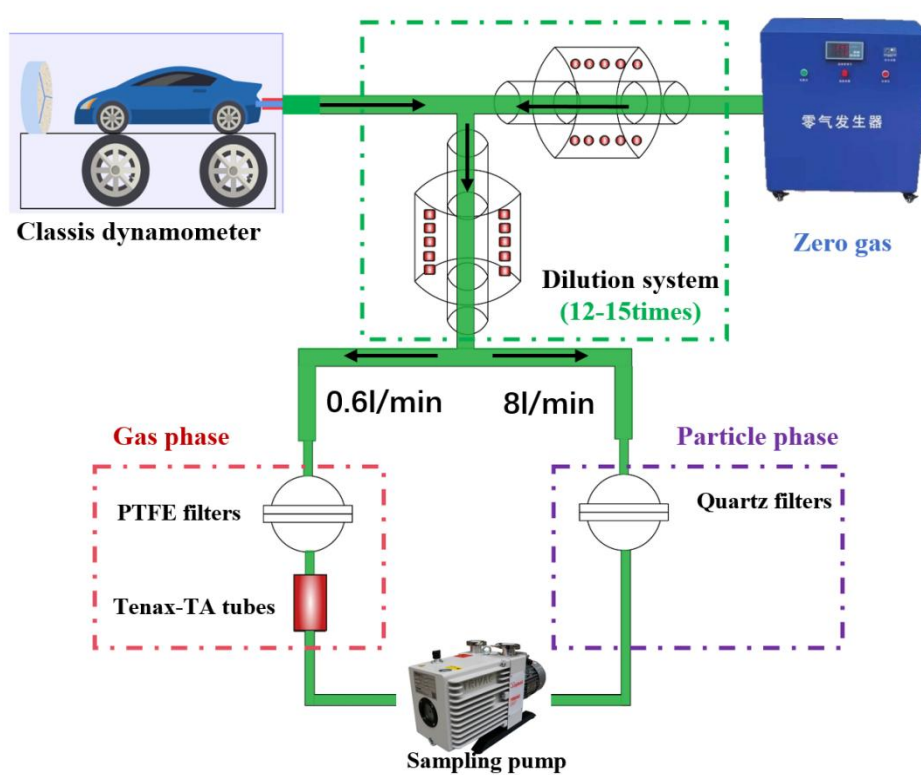 Classis dynamometer
零气发生器
Zero gas
Dilution system
(12-15times)
0.6l/min
8l/min
Gas phase
Particle phase
PTFE filters
Quartz filters
Tenax-TA tubes
Sampling pump